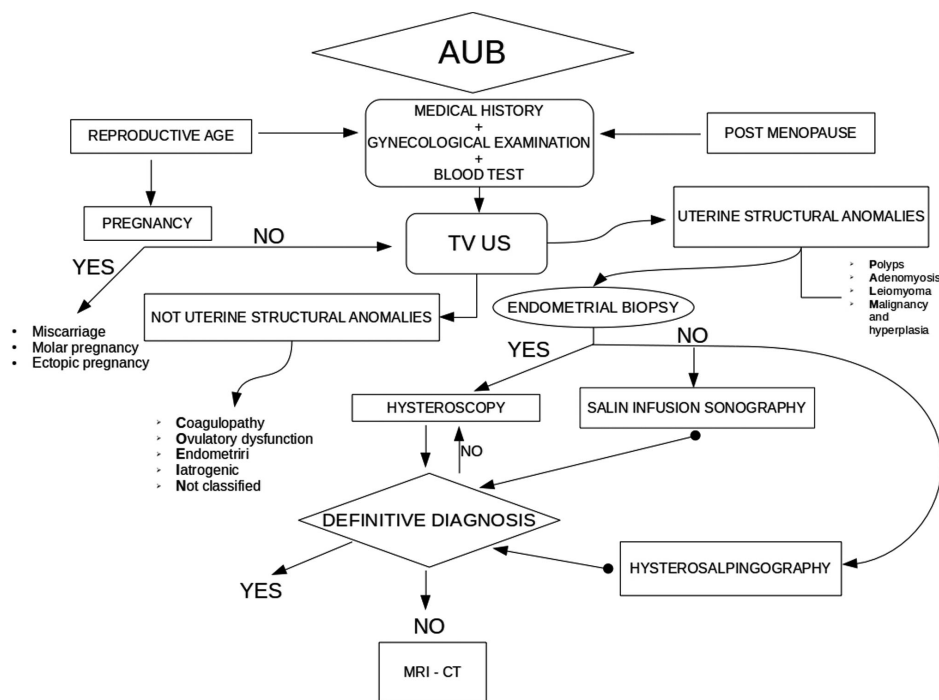 AUB
MEDICAL HISTORY
+
GYNECOLOGICAL EXAMINATION
+
BLOOD TEST
REPRODUCTIVE AGE
POST MENOPAUSE
PREGNANCY
NO
YES
TV US
UTERINE STRUCTURAL ANOMALIES
Polyps
Adenomyosis
Leiomyoma
Malignancy
and
hyperplasia
NOT UTERINE STRUCTURAL ANOMALIES
ENDOMETRIAL BIOPSY
Miscarriage
Molar pregnancy
Ectopic pregnancy
YES
NO
HYSTEROSCOPY
SALIN INFUSION SONOGRAPHY
Coagulopathy
Ovulatory dysfunction
Endometriri
Iatrogenic
Not classified
NO
DEFINITIVE DIAGNOSIS
HYSTEROSALPINGOGRAPHY
YES
NO
MRI - CT